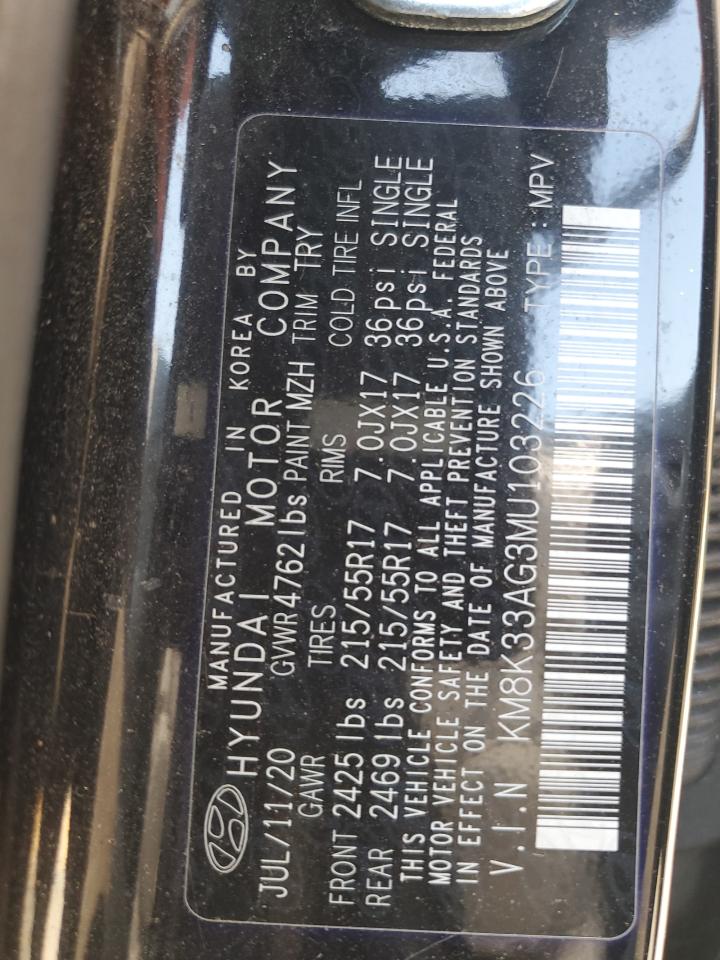 MANUFACTURED IN KOREA BY
HYUNDAI MOTOR COMPANY
JUL/11/20 GVWR 4762 lbs PAINT MZH TRIM TRY
GAWR TIRES RIMS COLD TIRE INFL
FRONT 2425 lbs 215/55R17 7.0JX17 36psi SINGLE
REAR 2469 lbs 215/55R17 7.0JX17 36psi SINGLE
THIS VEHICLE CONFORMS TO ALL APPLICABLE U.S.A. FEDERAL
MOTOR VEHICLE SAFETY AND THEFT PREVENTION STANDARDS
IN EFFECT ON THE DATE OF MANUFACTURE SHOWN ABOVE
V.I.N KM8K33AG3MU103226 TYPE : MPV